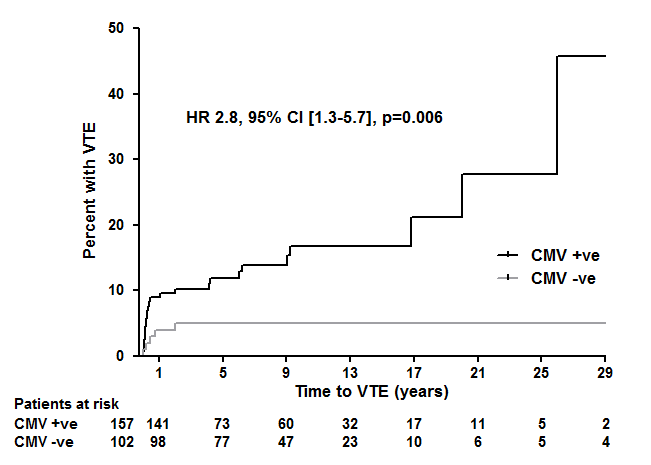 50
40
30
20
10
0
Percent with VTE
HR 2.8, 95% CI [1.3-5.7], p=0.006
CMV +ve
CMV -ve
1 5 9 13 17 21 25 29
Time to VTE (years)
Patients at risk
CMV +ve 157 141 73 60 32 17 11 5 2
CMV -ve 102 98 77 47 23 10 6 5 4